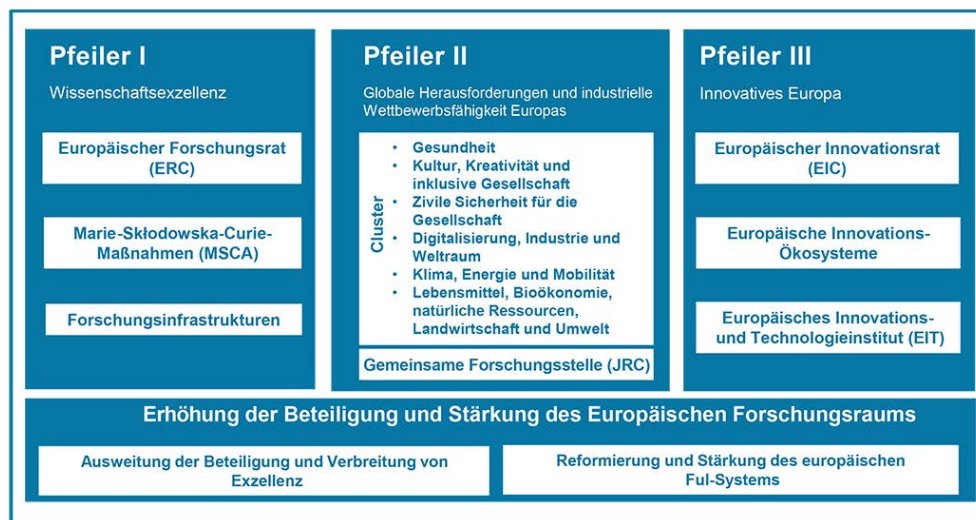 Pfeiler I
Wissenschaftsexzellenz
Europäischer Forschungsrat
(ERC)
Marie-Skłodowska-Curie-
Maßnahmen (MSCA)
Forschungsinfrastrukturen
Pfeiler II
Globale Herausforderungen und industrielle
Wettbewerbsfähigkeit Europas
Cluster
• Gesundheit
• Kultur, Kreativität und
inklusive Gesellschaft
• Zivile Sicherheit für die
Gesellschaft
• Digitalisierung, Industrie und
Weltraum
• Klima, Energie und Mobilität
• Lebensmittel, Bioökonomie,
natürliche Ressourcen,
Landwirtschaft und Umwelt
Gemeinsame Forschungsstelle (JRC)
Pfeiler III
Innovatives Europa
Europäischer Innovationsrat
(EIC)
Europäische Innovations-
Ökosysteme
Europäisches Innovations-
und Technologieinstitut (EIT)
Erhöhung der Beteiligung und Stärkung des Europäischen Forschungsraums
Ausweitung der Beteiligung und Verbreitung von
Exzellenz
Reformierung und Stärkung des europäischen
FuI-Systems